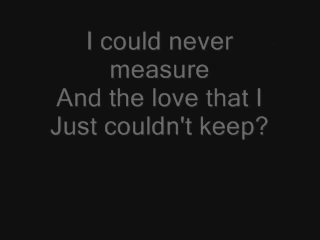 I could never
measure
And the love that I
Just couldn't keep?